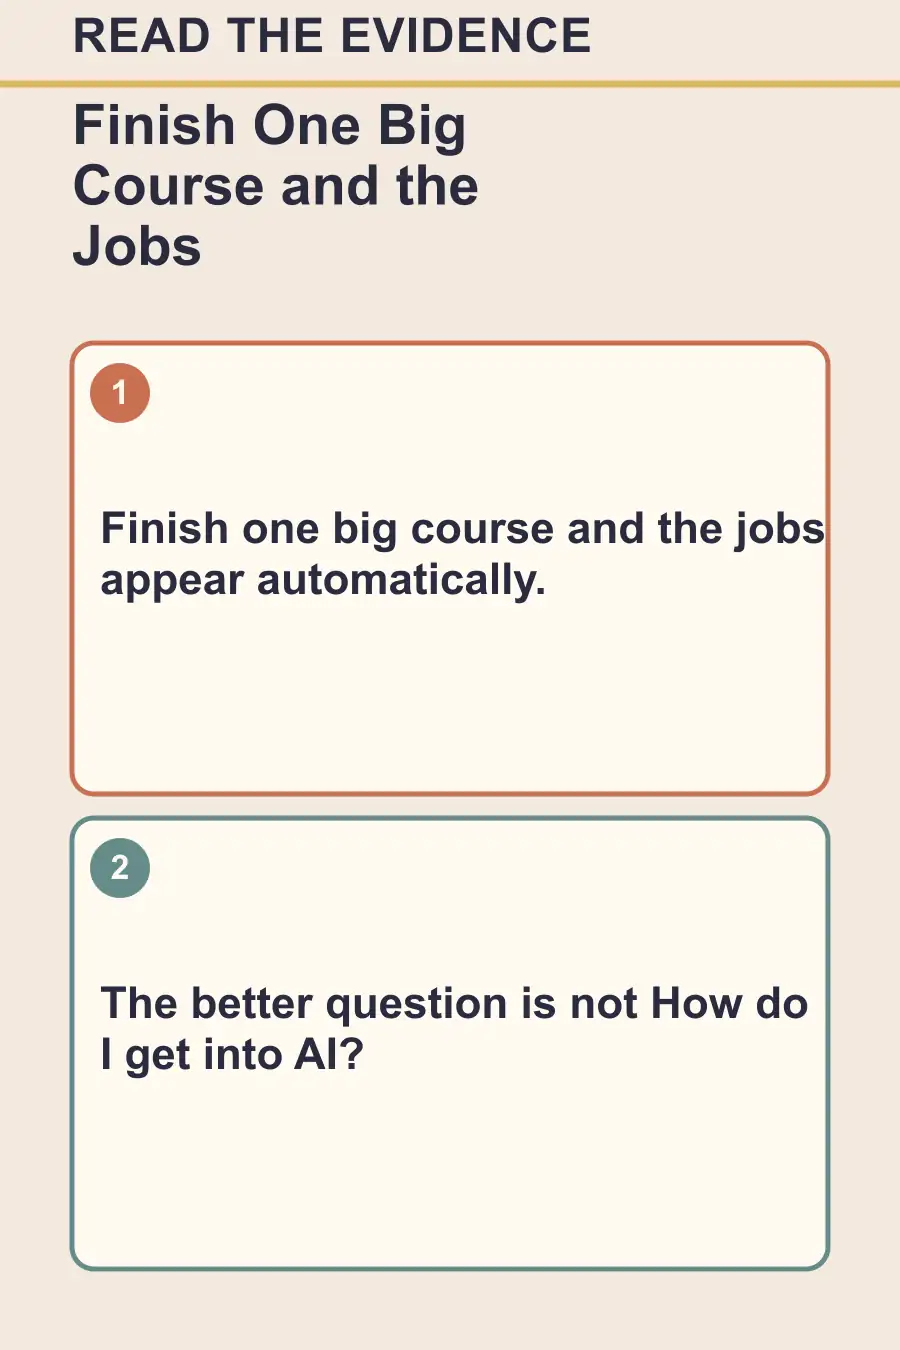 READ THE EVIDENCE
Finish One Big
Course and the
Jobs
1
Finish one big course and the jobs
appear automatically.
2
The better question is not How do
I get into AI?